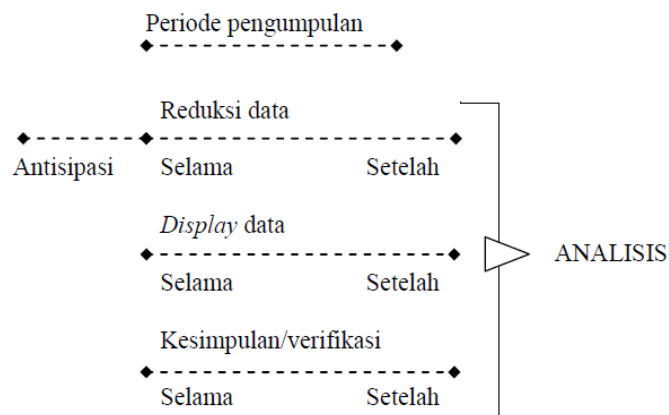 Periode pengumpulan
Reduksi data
Antisipasi Selama Setelah
Display data
ANALISIS
Selama Setelah
Kesimpulan/verifikasi
Selama Setelah